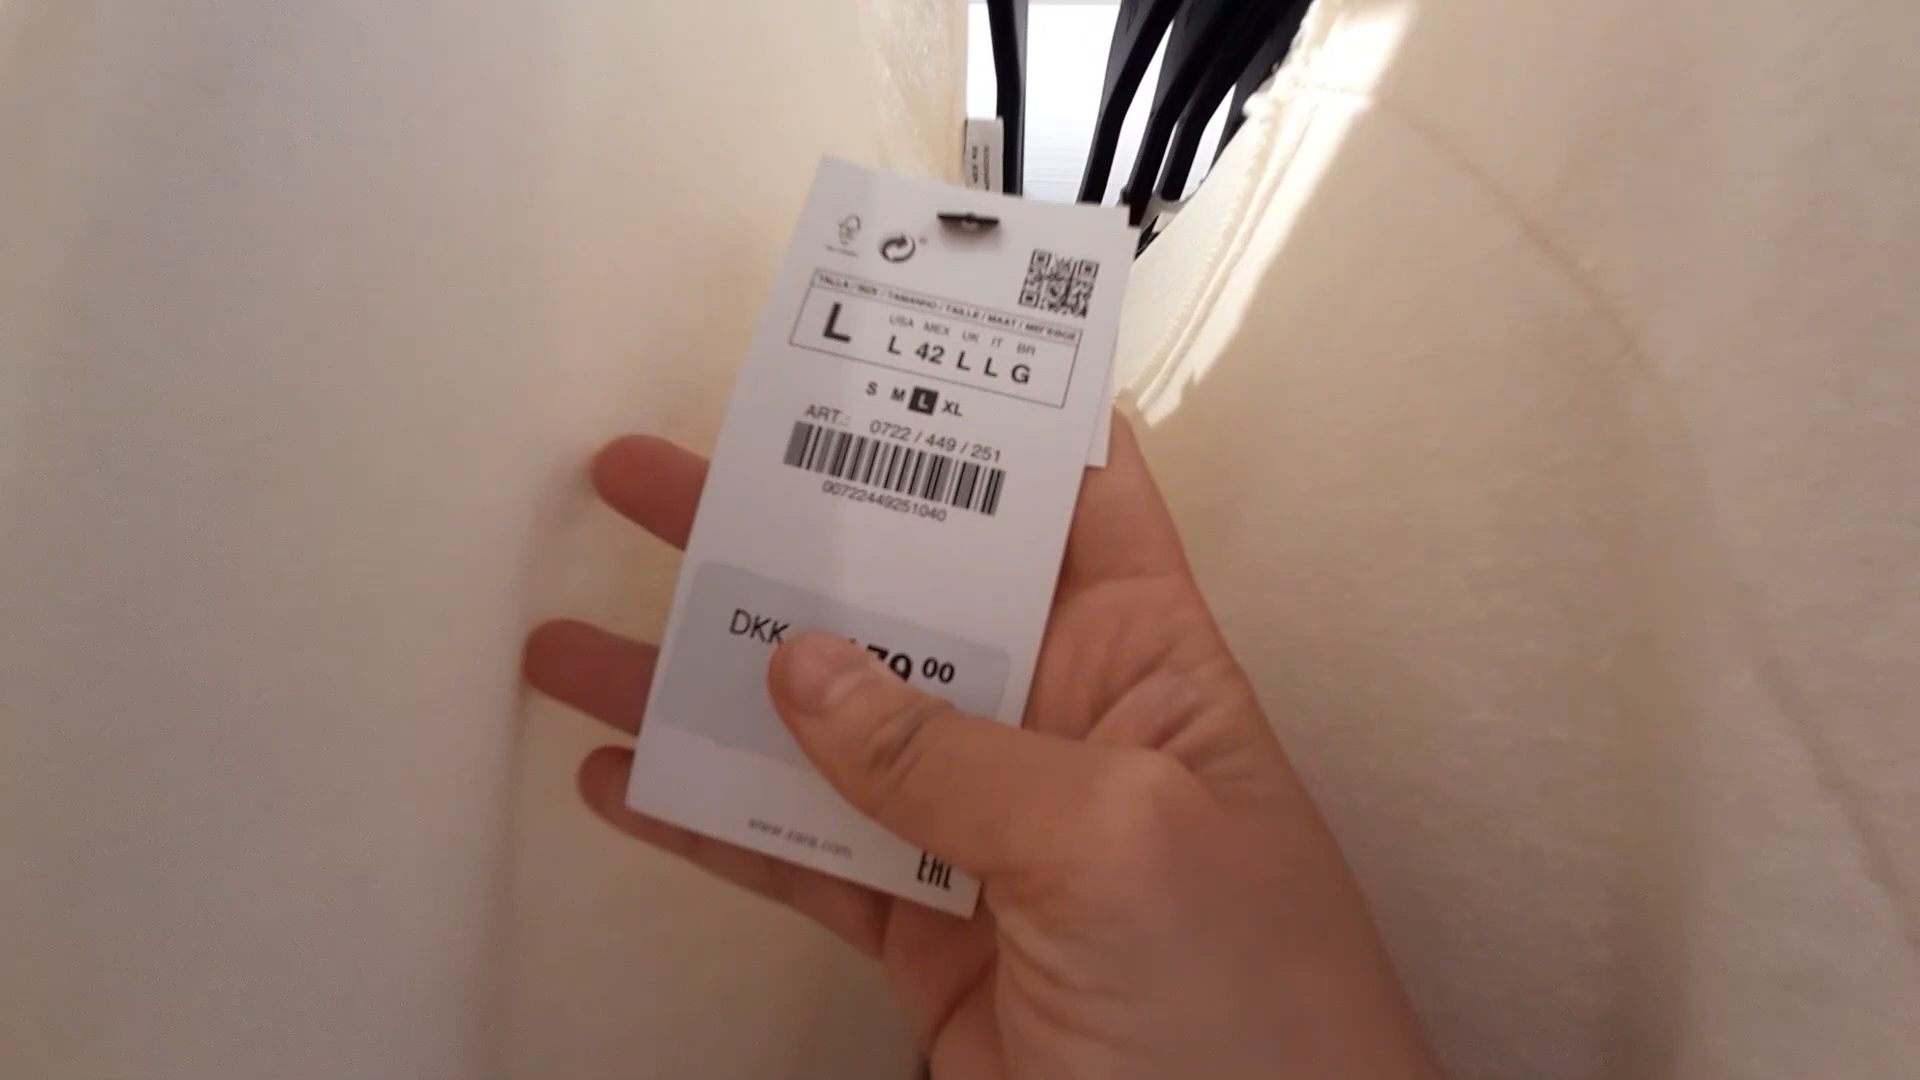 TALLA / SIZE - TAMANHO / TAILLE / MAAT / ΜΕΓΕΘΟΣ
USA MEX UK IT BR
L L 42 L L G
S M L XL
ART.: 0722 / 449 / 251
00722449251040
DKK 00
www.zara.com
EAC